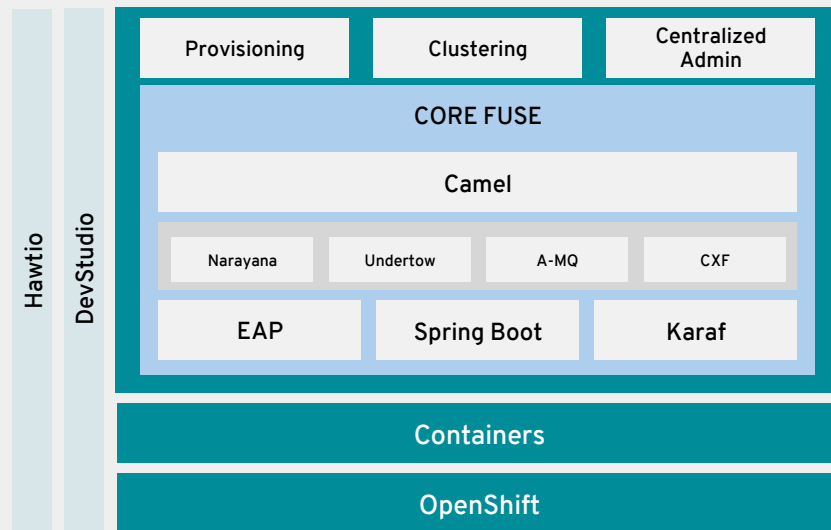 Hawtio
DevStudio
Provisioning
Clustering
Centralized
Admin
CORE FUSE
Camel
Narayana
Undertow
A-MQ
CXF
EAP
Spring Boot
Karaf
Containers
OpenShift